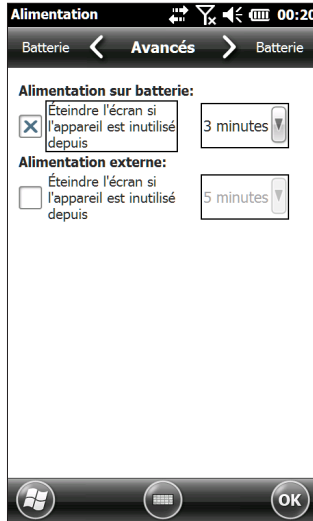 Alimentation 00:20
Batterie Avancés Batterie
Alimentation sur batterie:
Éteindre l'écran si
l'appareil est inutilisé
depuis
3 minutes
Alimentation externe:
Éteindre l'écran si
l'appareil est inutilisé
depuis
5 minutes
OK